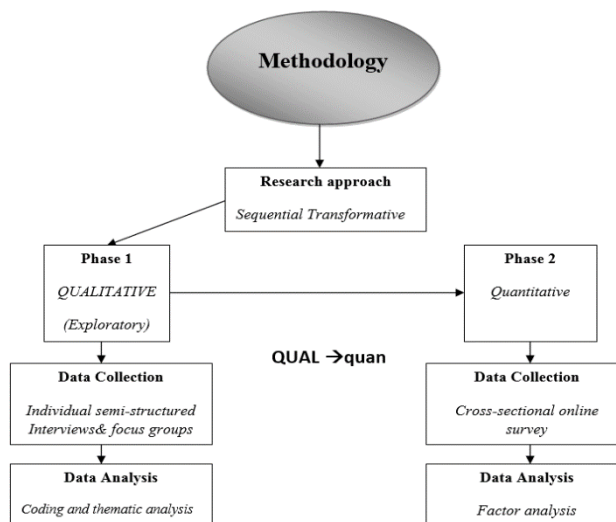 Methodology
Research approach
Sequential Transformative
Phase 1
QUALITATIVE
(Exploratory)
Phase 2
Quantitative
QUAL →quan
Data Collection
Individual semi-structured
Interviews& focus groups
Data Collection
Cross-sectional online
survey
Data Analysis
Coding and thematic analysis
Data Analysis
Factor analysis